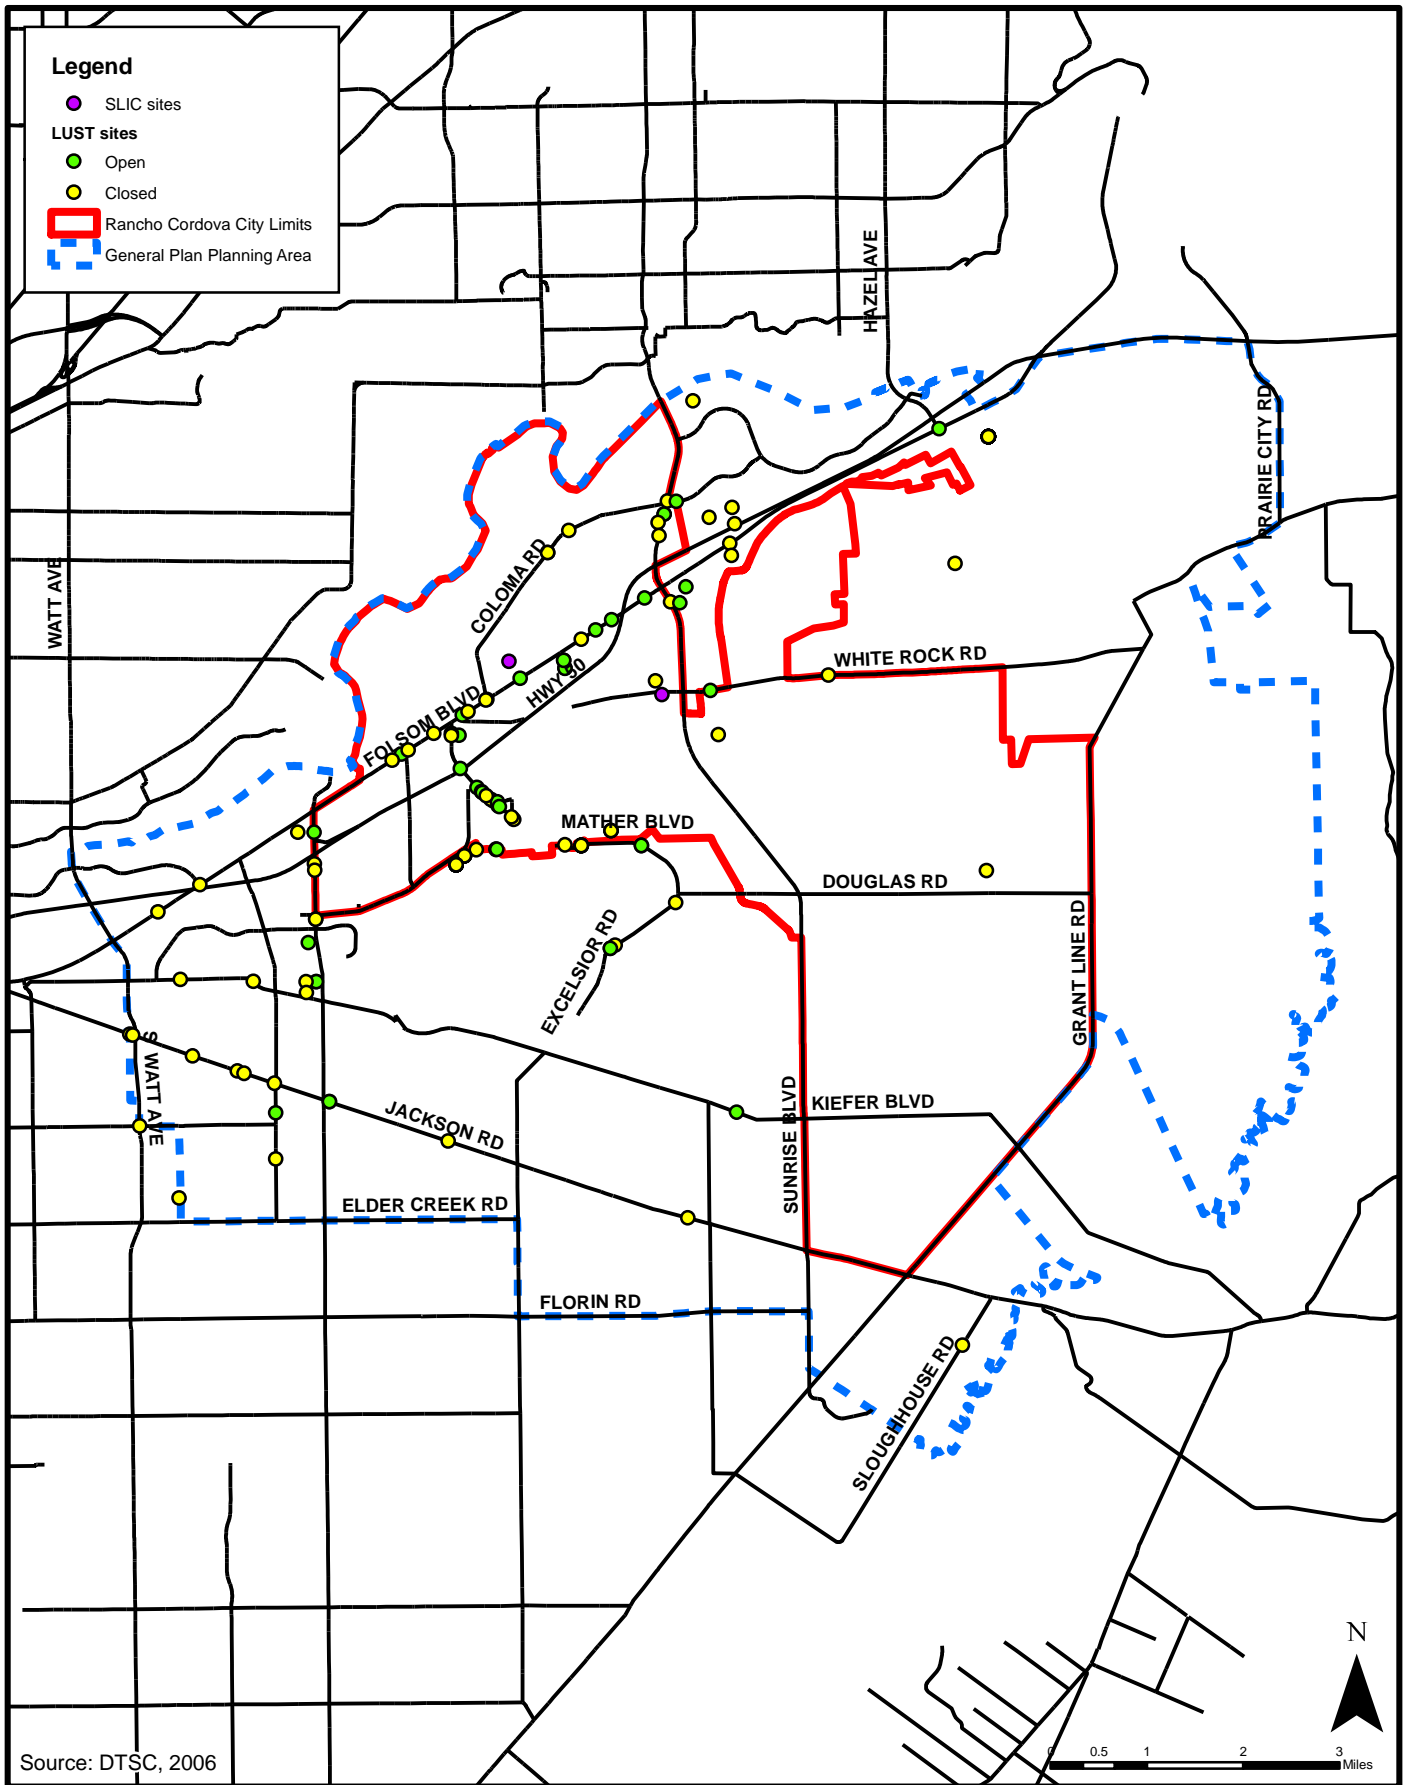 Legend
SLIC sites
LUST sites
Open
Closed
Rancho Cordova City Limits
General Plan Planning Area
HAZEL AVE
PRAIRIE CITY RD
WATT AVE
COLOMA RD
HWY 50
FOLSOM BLVD
WHITE ROCK RD
MATHER BLVD
DOUGLAS RD
EXCELSIOR RD
GRANT LINE RD
S WATT AVE
JACKSON RD
SUNRISE BLVD
KIEFER BLVD
ELDER CREEK RD
FLORIN RD
SLOUGHHOUSE RD
N
0 0.5 1 2 3
Miles
Source: DTSC, 2006